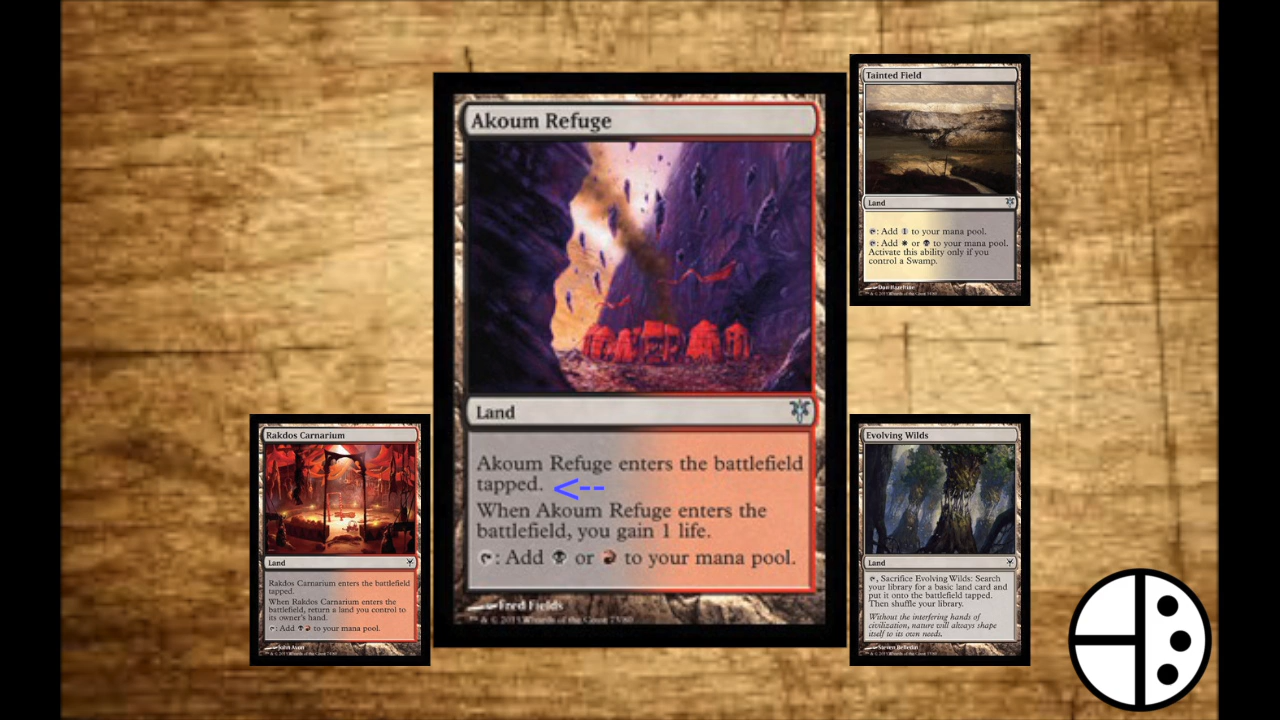 Akoum Refuge
Land
Akoum Refuge enters the battlefield
tapped. <--
When Akoum Refuge enters the
battlefield, you gain 1 life.
: Add or to your mana pool.
Fred Fields
Tainted Field
Land
: Add 1 to your mana pool.
: Add or to your mana pool.
Activate this ability only if you
control a Swamp.
Rakdos Carnarium
Land
Rakdos Carnarium enters the battlefield
tapped.
When Rakdos Carnarium enters the
battlefield, return a land you control to
its owner's hand.
: Add to your mana pool.
John Avon
Evolving Wilds
Land
, Sacrifice Evolving Wilds: Search
your library for a basic land card and
put it onto the battlefield tapped.
Then shuffle your library.
Without the interfering hands of
civilization, nature will always shape
itself to its own needs.
Steven Belledin